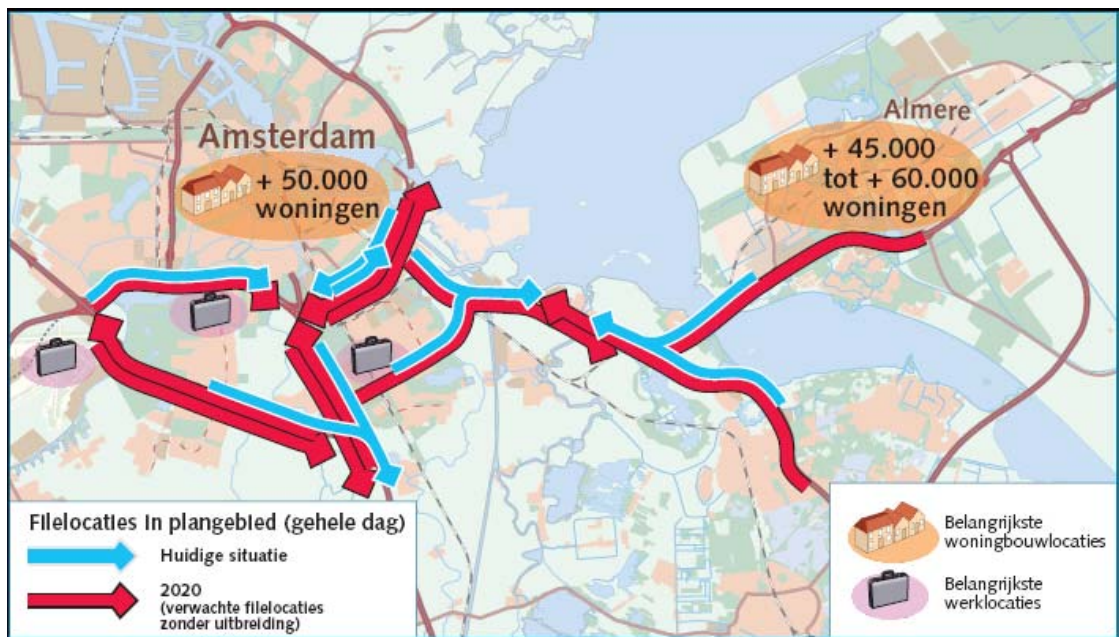 Amsterdam
+ 50.000
woningen
Almere
+ 45.000
tot + 60.000
woningen
Filelocaties in plangebied (gehele dag)
Huidige situatie
2020
(verwachte filelocaties
zonder uitbreiding)
Belangrijkste
woningbouwlocaties
Belangrijkste
werklocaties